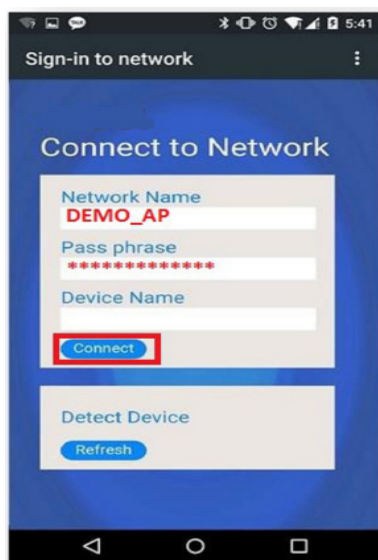 5:41
Sign-in to network
Connect to Network
Network Name
DEMO_AP
Pass phrase
*************
Device Name
Connect
Detect Device
Refresh